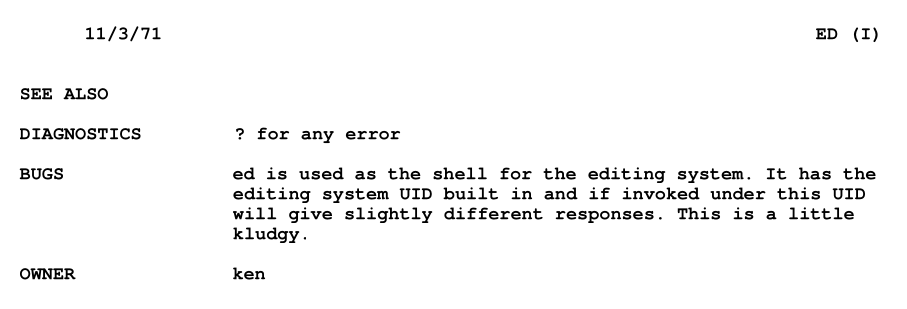 11/3/71 ED (I)
SEE ALSO
DIAGNOSTICS ? for any error
BUGS ed is used as the shell for the editing system. It has the
editing system UID built in and if invoked under this UID
will give slightly different responses. This is a little
kludgy.
OWNER ken